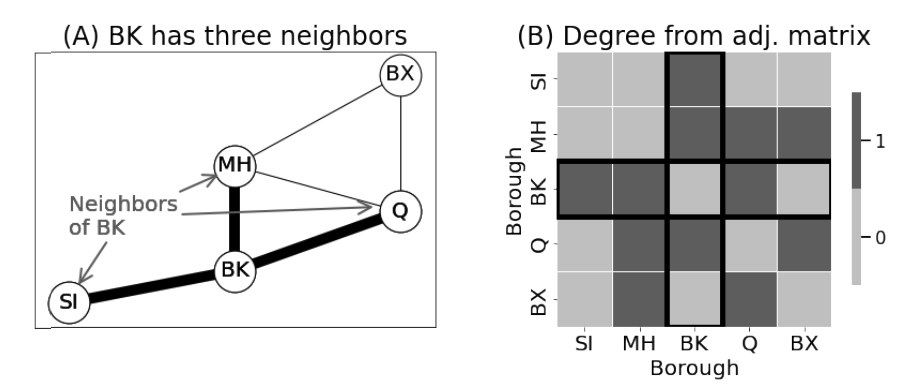 (A) BK has three neighbors
BX
MH
Neighbors
of BK
Q
BK
SI
(B) Degree from adj. matrix
Borough
SI
MH
BK
Q
BX
SI MH BK Q BX
Borough
1
0